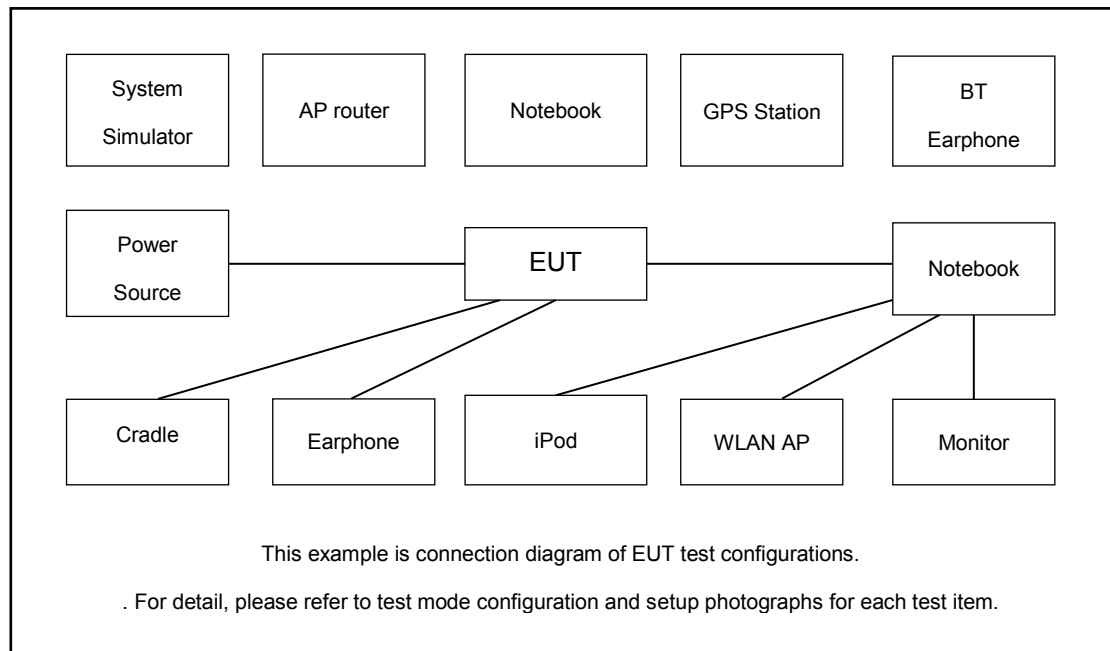 System
Simulator
AP router
Notebook
GPS Station
BT
Earphone
Power
Source
EUT
Notebook
Cradle
Earphone
iPod
WLAN AP
Monitor
This example is connection diagram of EUT test configurations.
. For detail, please refer to test mode configuration and setup photographs for each test item.